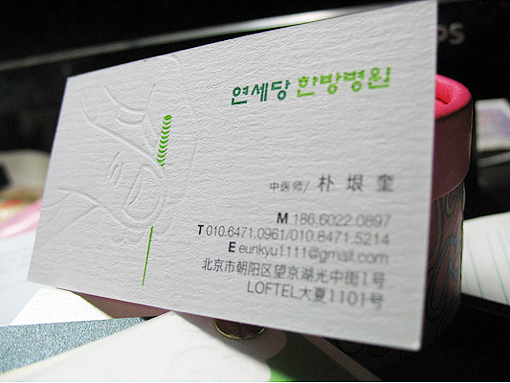 연세당 한방병원
中医师/ 朴垠奎
M 186.6022.0897
T 010.6471.0961/010.8471.5214
E eunkyu1111@gmail.com
北京市朝阳区望京湖光中街1号
LOFTEL大夏1101号
PS